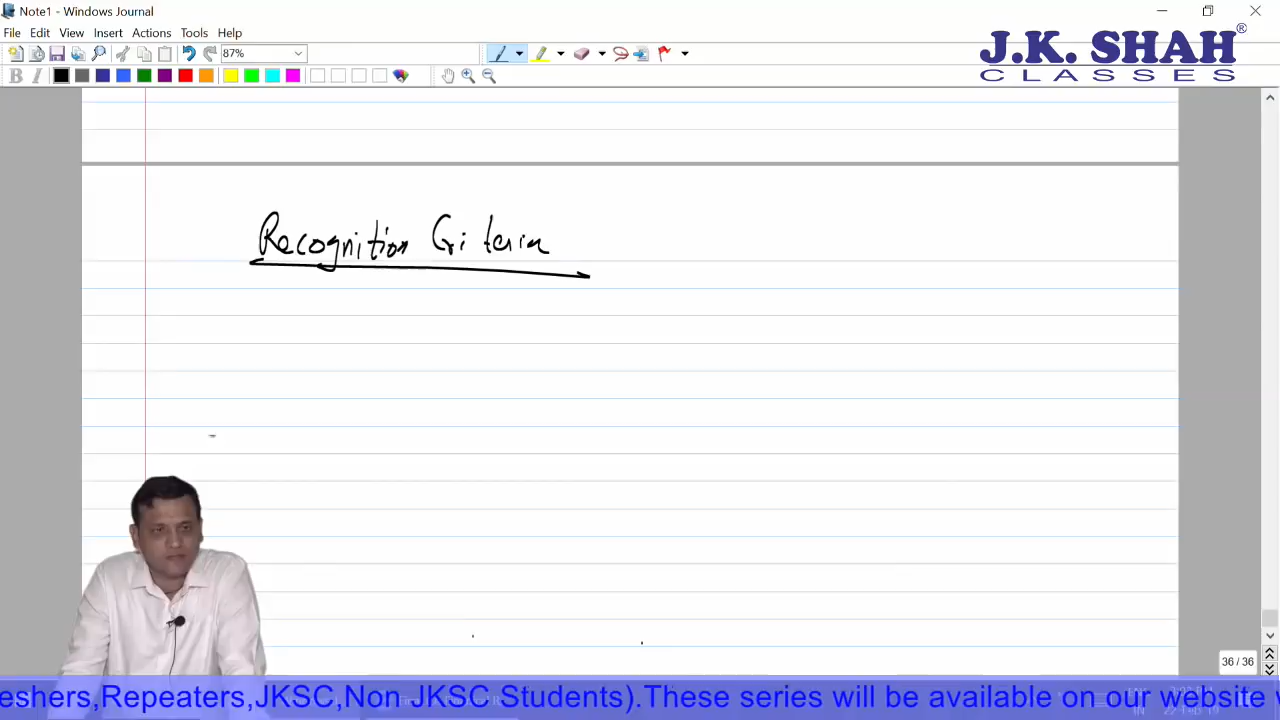 Note1 - Windows Journal
File Edit View Insert Actions Tools Help
87%
B I
J.K. SHAH®
CLASSES
Recognition Criteria
36 / 36
eshers,Repeaters,JKSC,Non JKSC Students).These series will be available on our website